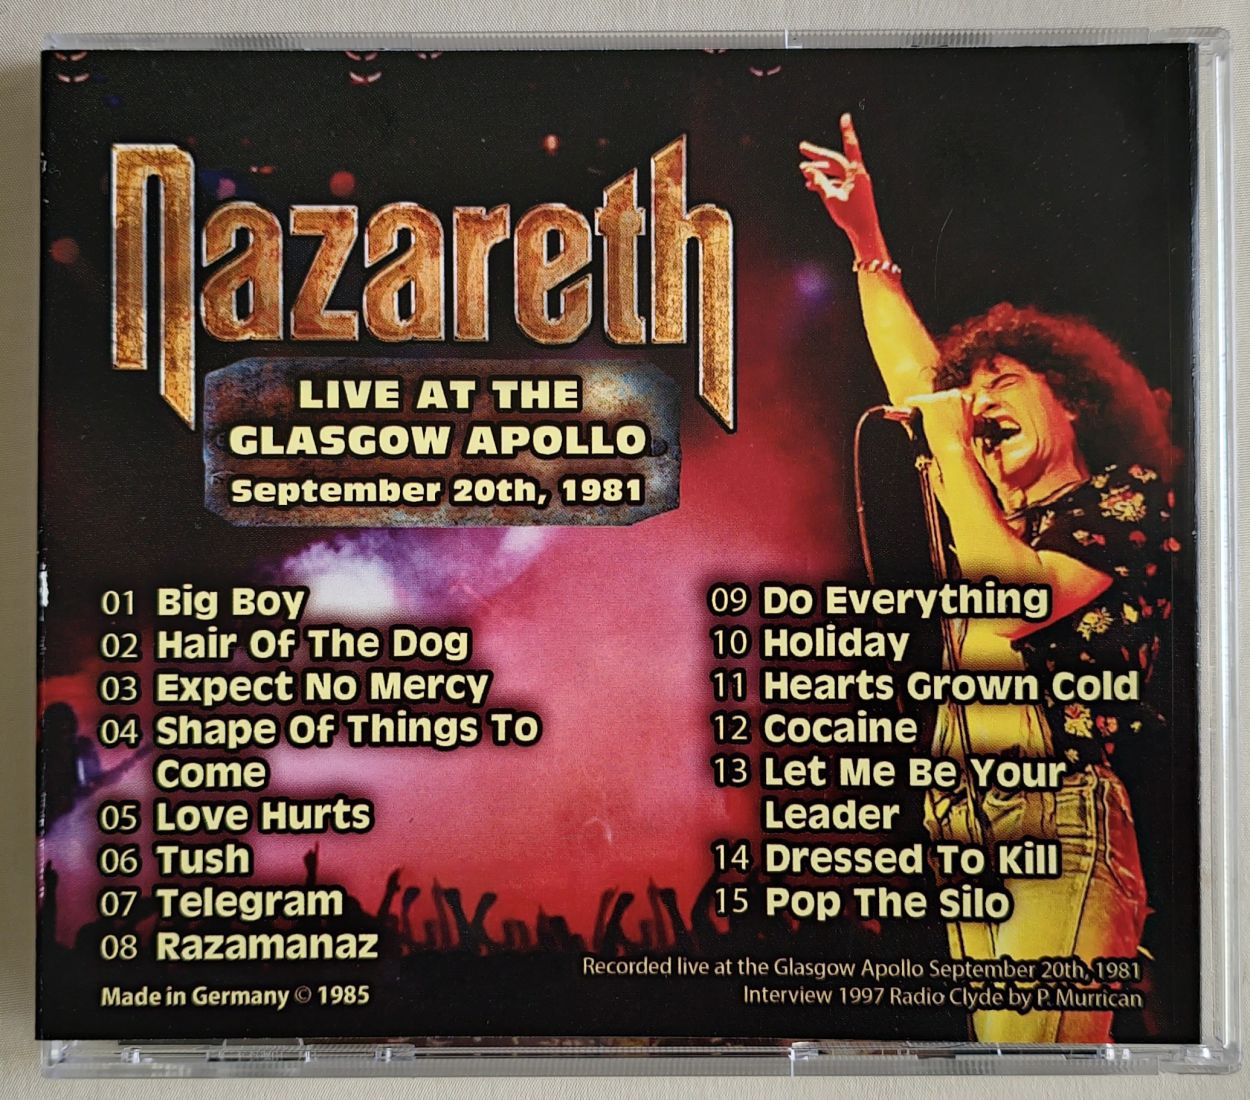 Nazareth
LIVE AT THE
GLASGOW APOLLO
September 20th, 1981
01 Big Boy
02 Hair Of The Dog
03 Expect No Mercy
04 Shape Of Things To
Come
05 Love Hurts
06 Tush
07 Telegram
08 Razamanaz
Made in Germany © 1985
09 Do Everything
10 Holiday
11 Hearts Grown Cold
12 Cocaine
13 Let Me Be Your
Leader
14 Dressed To Kill
15 Pop The Silo
Recorded live at the Glasgow Apollo September 20th, 1981
Interview 1997 Radio Clyde by P. Murrican